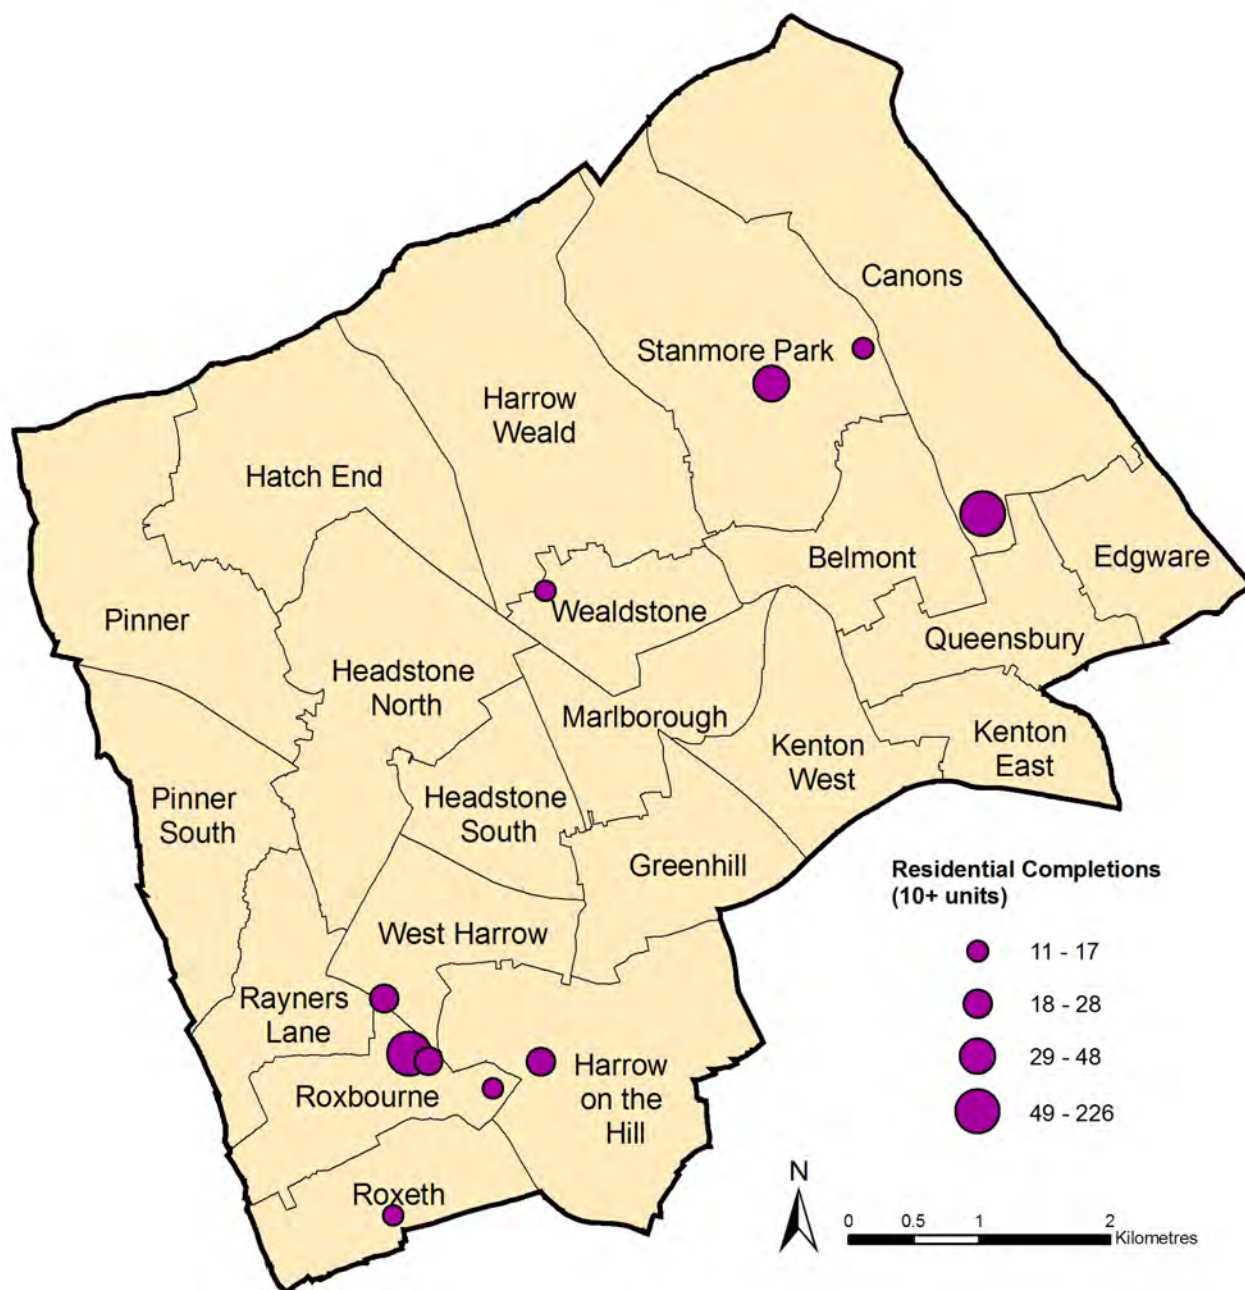 Canons
Stanmore Park
Harrow
Weald
Hatch End
Belmont
Edgware
Pinner
Wealdstone
Queensbury
Headstone
North
Marlborough
Kenton
West
Kenton
East
Pinner
South
Headstone
South
Greenhill
West Harrow
Rayners
Lane
Roxbourne
Harrow
on the
Hill
Roxeth
Residential Completions
(10+ units)
11 - 17
18 - 28
29 - 48
49 - 226
N
0 0.5 1 2
Kilometres